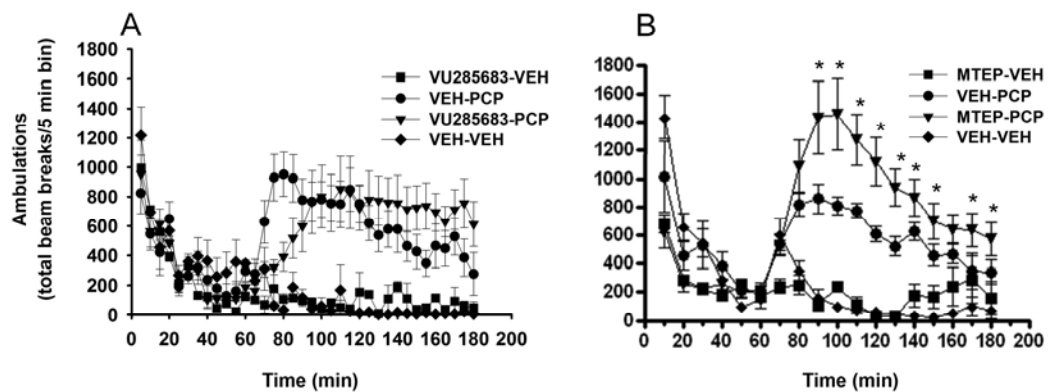 A
Ambulations
(total beam breaks/5 min bin)
1800
1600
1400
1200
1000
800
600
400
200
0
VU285683-VEH
VEH-PCP
VU285683-PCP
VEH-VEH
0 20 40 60 80 100 120 140 160 180 200
Time (min)
B
1800
1600
1400
1200
1000
800
600
400
200
0
MTEP-VEH
VEH-PCP
MTEP-PCP
VEH-VEH
* * * * * * * * *
0 20 40 60 80 100 120 140 160 180 200
Time (min)